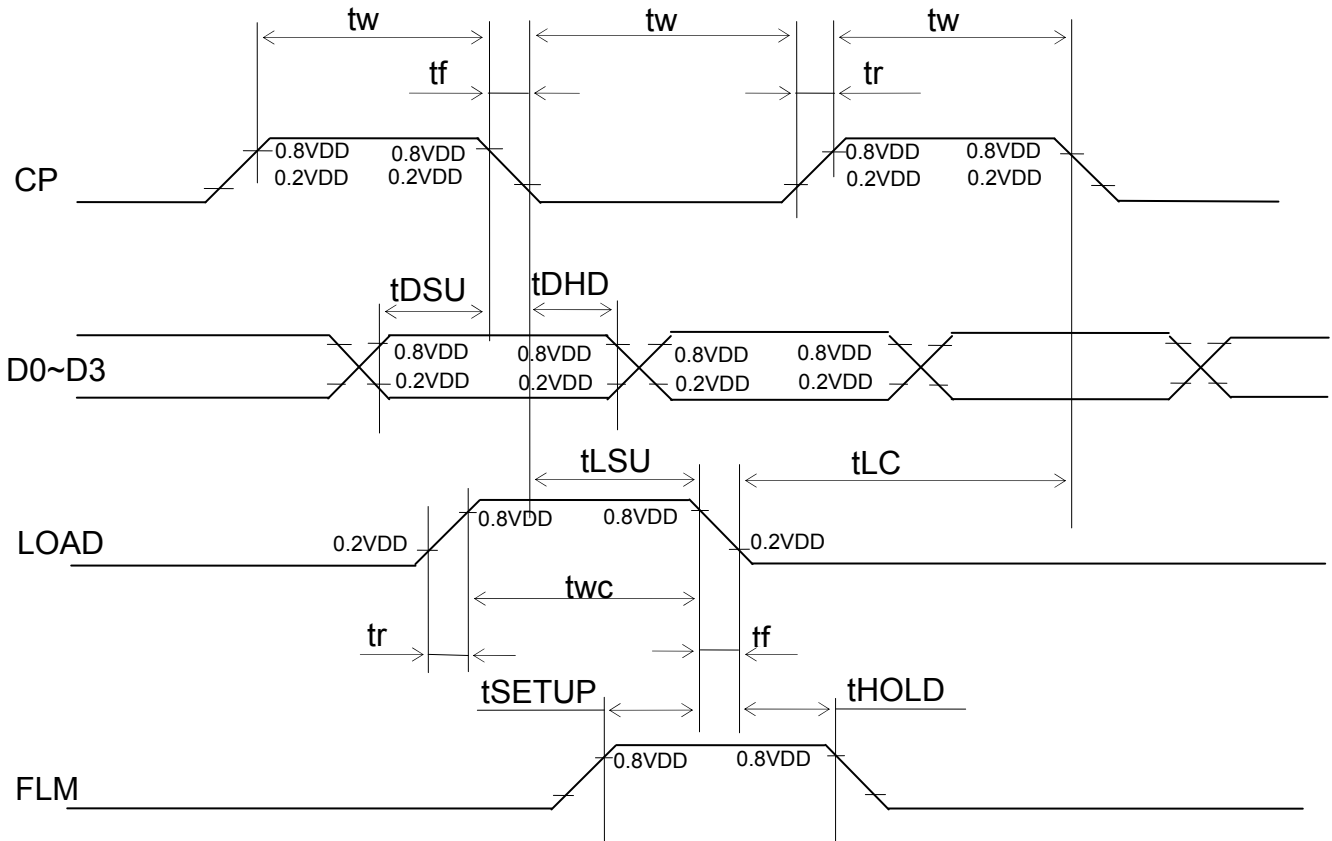 tw tw tw
tf tr
0.8VDD 0.8VDD 0.8VDD 0.8VDD
CP 0.2VDD 0.2VDD 0.2VDD 0.2VDD
tDSU tDHD
0.8VDD 0.8VDD 0.8VDD 0.8VDD
D0~D3 0.2VDD 0.2VDD 0.2VDD 0.2VDD
tLSU tLC
0.8VDD 0.8VDD
LOAD 0.2VDD 0.2VDD
twc
tr tf
tSETUP tHOLD
0.8VDD 0.8VDD
FLM